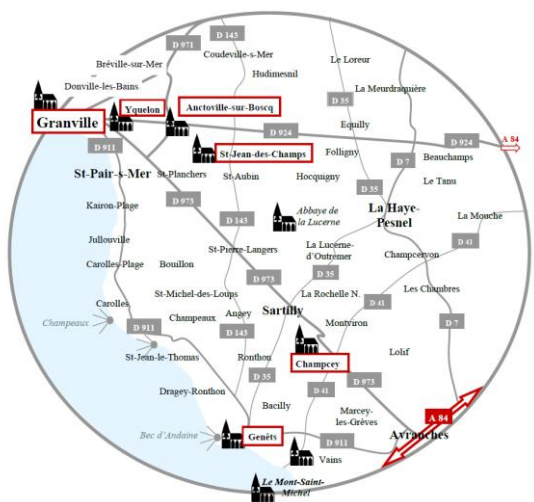 D 143
D 971
Coudeville-s-Mer
Bréville-sur-Mer
Le Loreur
Hudimesnil
Donville-les-Bains
La Meurdraquière
D 35
Yquelon
Anctoville-sur-Boscq
Granville
Equilly
D 924
D 924
A 84
D 911
St-Jean-des-Champs
Folligny
D 7
Beauchamps
St-Pair-s-Mer
St-Planchers
St-Aubin
Hocquigny
Le Tanu
D 35
D 973
Kairon-Plage
Abbaye de
la Lucerne
La Haye-
Pesnel
La Mouche
D 143
Jullouville
D 41
St-Pierre-Langers
La Lucerne-
d'Outremer
Champcervon
Carolles-Plage
Bouillon
D 35
D 973
Les Chambres
St-Michel-des-Loups
La Rochelle N.
D 41
Carolles
Sartilly
Champeaux
Champeaux
Angey
Montviron
D 7
D 911
D 143
St-Jean-le-Thomas
Ronthon
Champcey
Lolif
D 35
D 973
Dragey-Ronthon
D 41
Bacilly
Marcey-
les-Grèves
A 84
Bec d'Andaine
Genêts
D 911
Avranches
Vains
Le Mont-Saint-
Michel